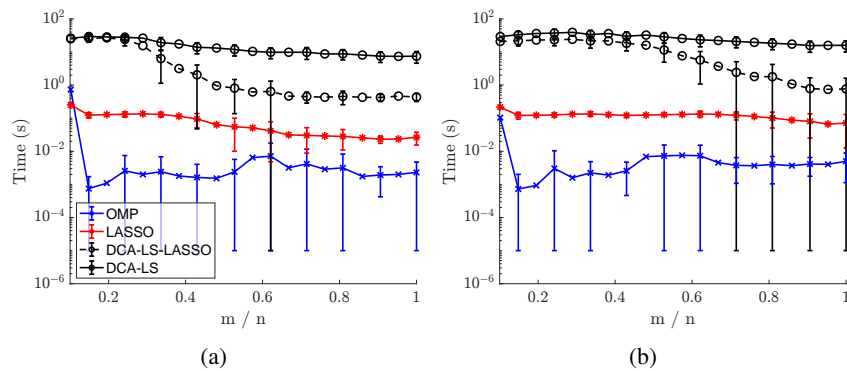 10^2
10^0
10^-2
10^-4
10^-6
Time (s)
0.2 0.4 0.6 0.8 1
m / n
OMP
LASSO
DCA-LS-LASSO
DCA-LS
(a)
10^2
10^0
10^-2
10^-4
10^-6
Time (s)
0.2 0.4 0.6 0.8 1
m / n
(b)